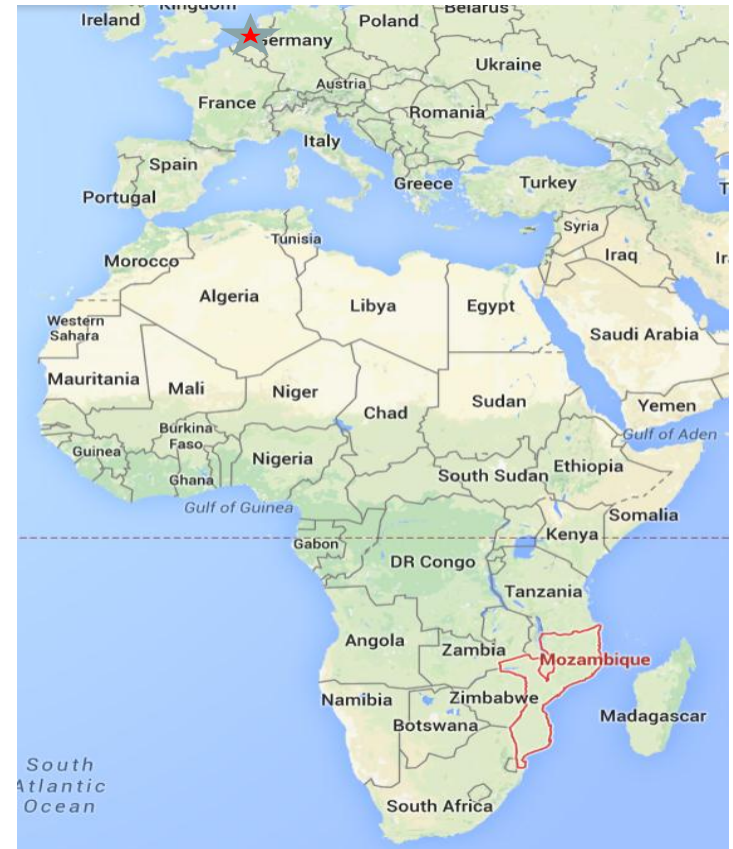 Kingdom
Belarus
Ireland
Poland
Germany
Ukraine
Austria
France
Romania
Italy
Spain
Greece
Turkey
Portugal
Tunisia
Syria
Morocco
Iraq
Algeria
Libya
Egypt
Western
Sahara
Saudi Arabia
Mauritania
Mali
Niger
Chad
Sudan
Yemen
Burkina
Faso
Gulf of Aden
Guinea
Nigeria
Ethiopia
Ghana
South Sudan
Gulf of Guinea
Somalia
Kenya
Gabon
DR Congo
Tanzania
Angola
Zambia
Mozambique
Namibia
Zimbabwe
Botswana
Madagascar
South
Atlantic
Ocean
South Africa